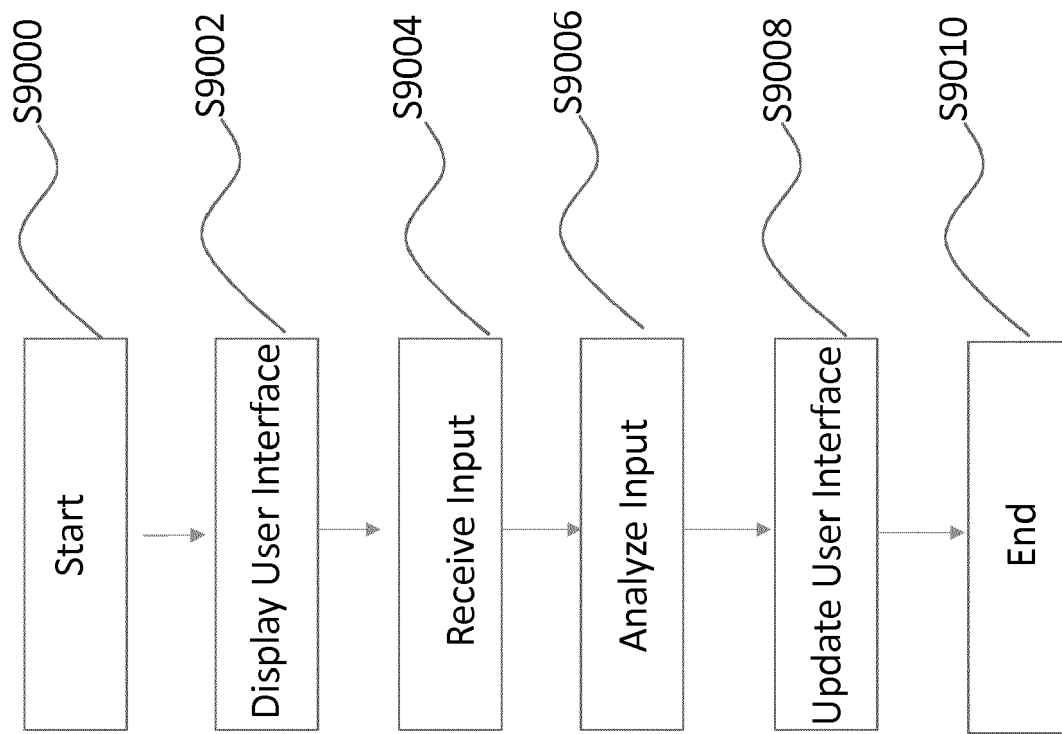 Start
S9000
Display User Interface
S9002
Receive Input
S9004
Analyze Input
S9006
Update User Interface
S9008
End
S9010